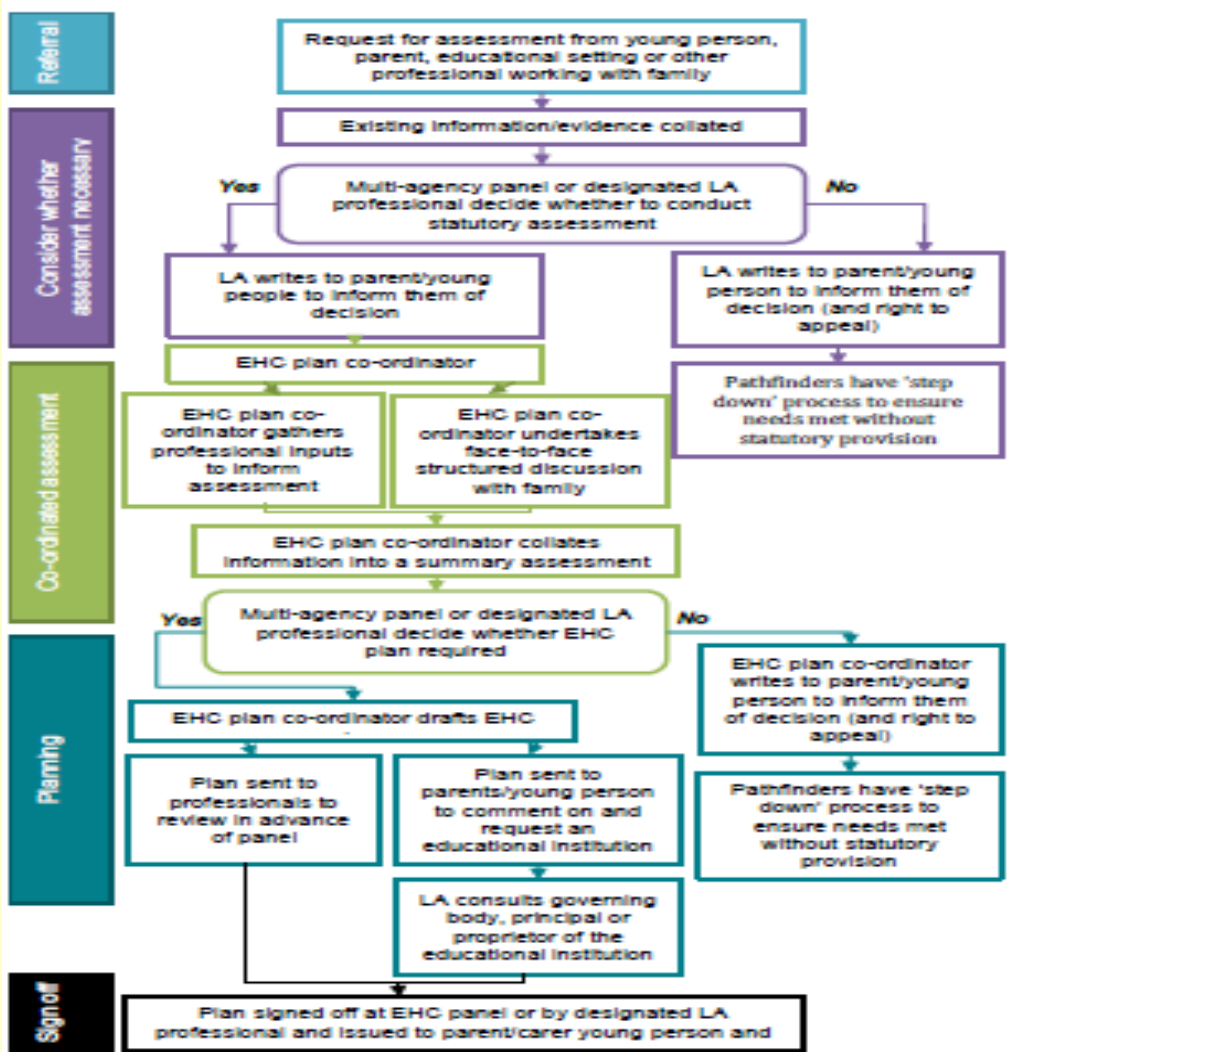 Referral
Request for assessment from young person,
parent, educational setting or other
professional working with family
Consider whether
assessment necessary
Existing information/evidence collated
Yes
Multi-agency panel or designated LA
professional decide whether to conduct
statutory assessment
No
LA writes to parent/young
people to inform them of
decision
LA writes to parent/young
person to inform them of
decision (and right to
appeal)
Pathfinders have 'step
down' process to ensure
needs met without
statutory provision
Co-ordinated assessment
EHC plan co-ordinator
EHC plan co-
ordinator gathers
professional inputs
to inform
assessment
EHC plan co-
ordinator undertakes
face-to-face
structured discussion
with family
EHC plan co-ordinator collates
information into a summary assessment
Yes
Multi-agency panel or designated LA
professional decide whether EHC
plan required
No
Planning
EHC plan co-ordinator drafts EHC
EHC plan co-ordinator
writes to parent/young
person to inform them
of decision (and right to
appeal)
Plan sent to
professionals to
review in advance
of panel
Plan sent to
parents/young person
to comment on and
request an
educational institution
Pathfinders have 'step
down' process to
ensure needs met
without statutory
provision
LA consults governing
body, principal or
proprietor of the
educational institution
Sign off
Plan signed off at EHC panel or by designated LA
professional and issued to parent/carer young person and